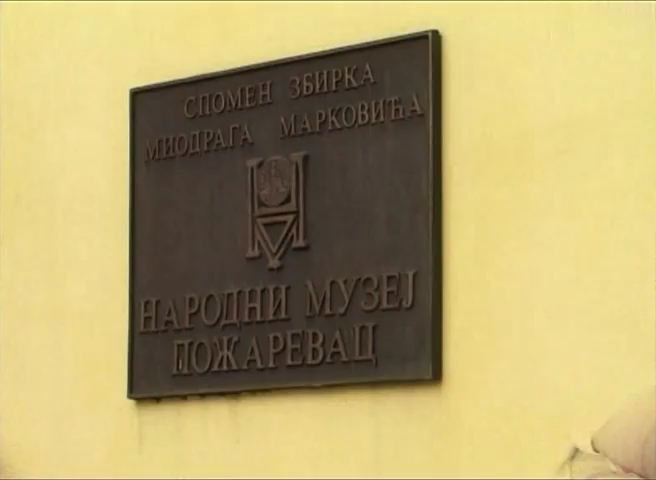 СПОМЕН ЗБИРКА
МИОДРАГА МАРКОВИЋА
НАРОДНИ МУЗЕЈ
ПОЖАРЕВАЦ